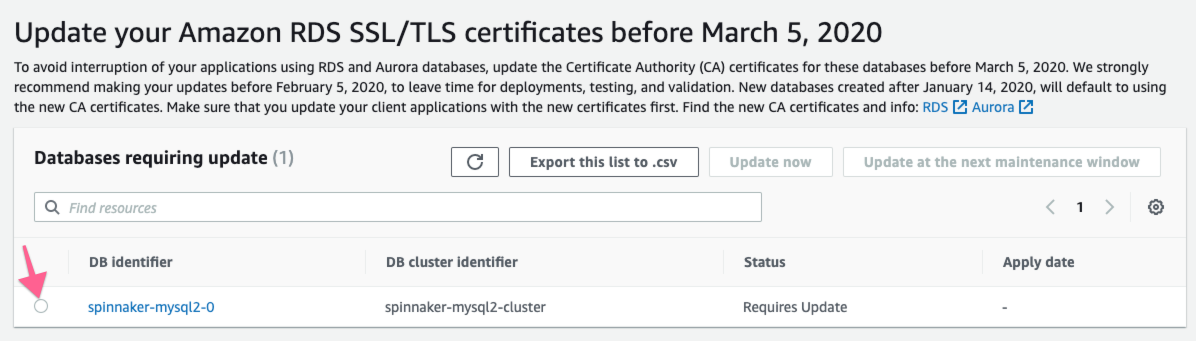 Update your Amazon RDS SSL/TLS certificates before March 5, 2020
To avoid interruption of your applications using RDS and Aurora databases, update the Certificate Authority (CA) certificates for these databases before March 5, 2020. We strongly
recommend making your updates before February 5, 2020, to leave time for deployments, testing, and validation. New databases created after January 14, 2020, will default to using
the new CA certificates. Make sure that you update your client applications with the new certificates first. Find the new CA certificates and info: RDS Aurora
Databases requiring update (1)
Export this list to .csv
Update now
Update at the next maintenance window
Find resources
1
DB identifier DB cluster identifier Status Apply date
spinnaker-mysql2-0 spinnaker-mysql2-cluster Requires Update -